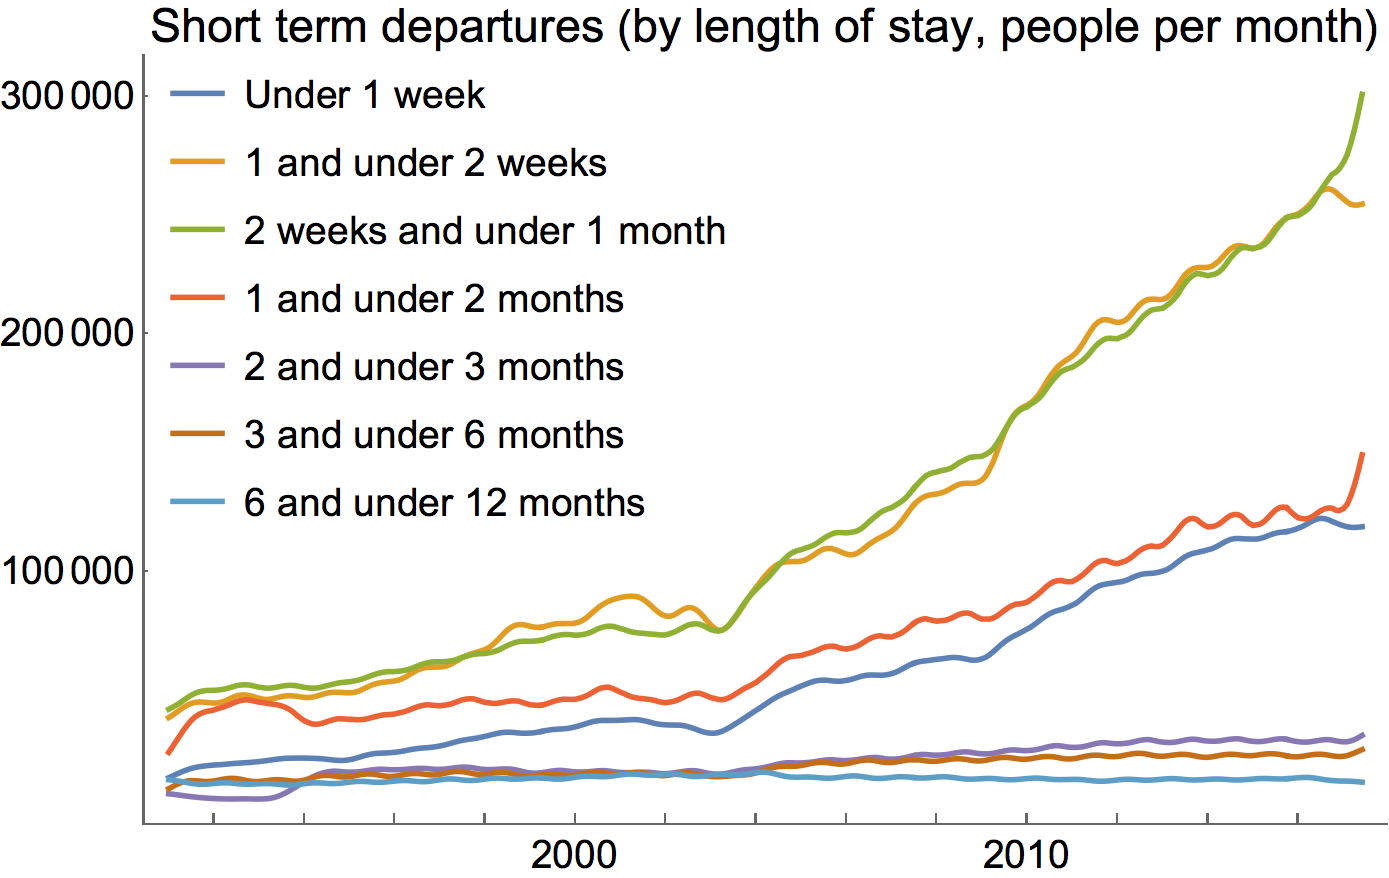 Short term departures (by length of stay, people per month)
300 000
Under 1 week
1 and under 2 weeks
2 weeks and under 1 month
1 and under 2 months
200 000
2 and under 3 months
3 and under 6 months
6 and under 12 months
100 000
2000 2010